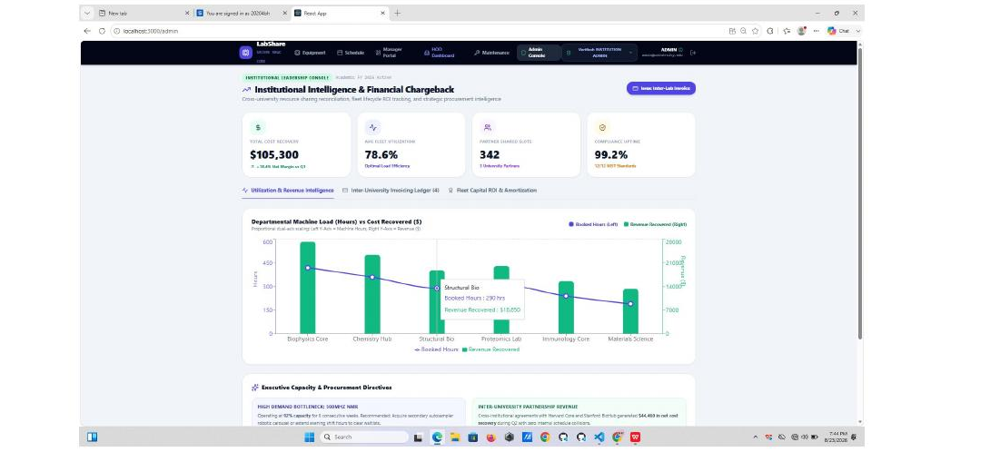 New tab
You are signed in as 20204bh
React App
localhost:3000/admin
Chat
LabShare
Equipment
Schedule
Manager Portal
HOD Dashboard
Maintenance
Admin Console
INSTITUTION ADMIN
ADMIN
INSTITUTIONAL LEADERSHIP CONSOLE
Institutional Intelligence & Financial Chargeback
Cross-university resource sharing reconciliation, fleet lifecycle ROI tracking, and strategic procurement intelligence
Issue Inter-Lab Invoice
TOTAL COST RECOVERY
$105,300
AVG FLEET UTILIZATION
78.6%
Optimal Load Efficiency
PARTNER SHARED SLOTS
342
3 University Partners
COMPLIANCE UPTIME
99.2%
12/12 NIST Standards
Utilization & Revenue Intelligence
Inter-University Invoicing Ledger (4)
Fleet Capital ROI & Amortization
Departmental Machine Load (Hours) vs Cost Recovered ($)
Proportional dual-axis scaling: Left Y-Axis = Machine Hours, Right Y-Axis = Revenue ($)
Booked Hours (Left)
Revenue Recovered (Right)
600
450
300
150
0
Hours
28000
21000
14000
7000
0
Revenue ($)
Structural Bio
Booked Hours : 290 hrs
Revenue Recovered : $18,850
Biophysics Core
Chemistry Hub
Structural Bio
Proteomics Lab
Immunology Core
Materials Science
Booked Hours
Revenue Recovered
Executive Capacity & Procurement Directives
HIGH DEMAND BOTTLENECK: 500MHZ NMR
Operating at 92% capacity for 6 consecutive weeks. Recommended: Acquire secondary autosampler
robotic carousel or extend evening shift hours to clear waitlists.
INTER-UNIVERSITY PARTNERSHIP REVENUE
Cross-institutional agreements with Harvard Core and Stanford BioHub generated $44,400 in net cost
recovery during Q2 with zero internal schedule collisions.
Search
7:44 PM
6/23/2026